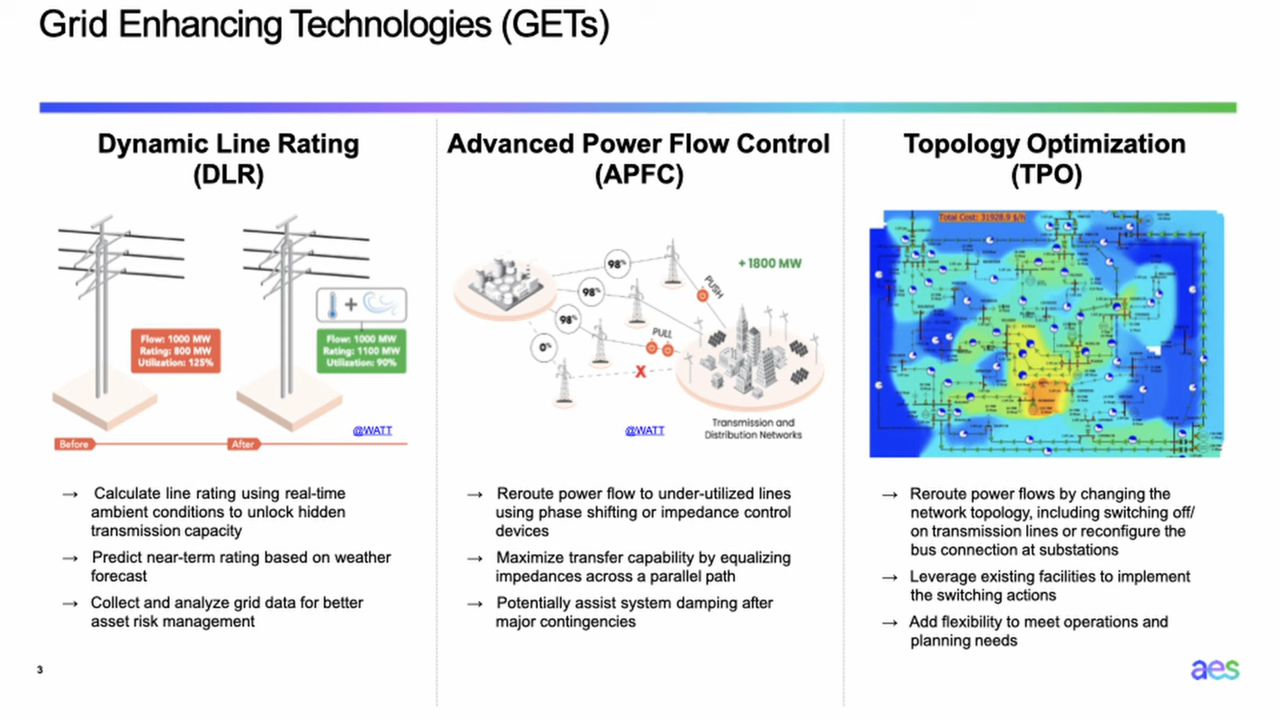 Grid Enhancing Technologies (GETs)
Dynamic Line Rating
(DLR)
Flow: 1000 MW
Rating: 800 MW
Utilization: 125%
+
Flow: 1000 MW
Rating: 1100 MW
Utilization: 90%
@WATT
Before
After
→ Calculate line rating using real-time
ambient conditions to unlock hidden
transmission capacity
→ Predict near-term rating based on weather
forecast
→ Collect and analyze grid data for better
asset risk management
Advanced Power Flow Control
(APFC)
98%
98%
98%
0%
PUSH
PULL
X
+ 1800 MW
@WATT
Transmission and
Distribution Networks
→ Reroute power flow to under-utilized lines
using phase shifting or impedance control
devices
→ Maximize transfer capability by equalizing
impedances across a parallel path
→ Potentially assist system damping after
major contingencies
Topology Optimization
(TPO)
Total Cost: 31928.9 $/h
→ Reroute power flows by changing the
network topology, including switching off/
on transmission lines or reconfigure the
bus connection at substations
→ Leverage existing facilities to implement
the switching actions
→ Add flexibility to meet operations and
planning needs
3
aes